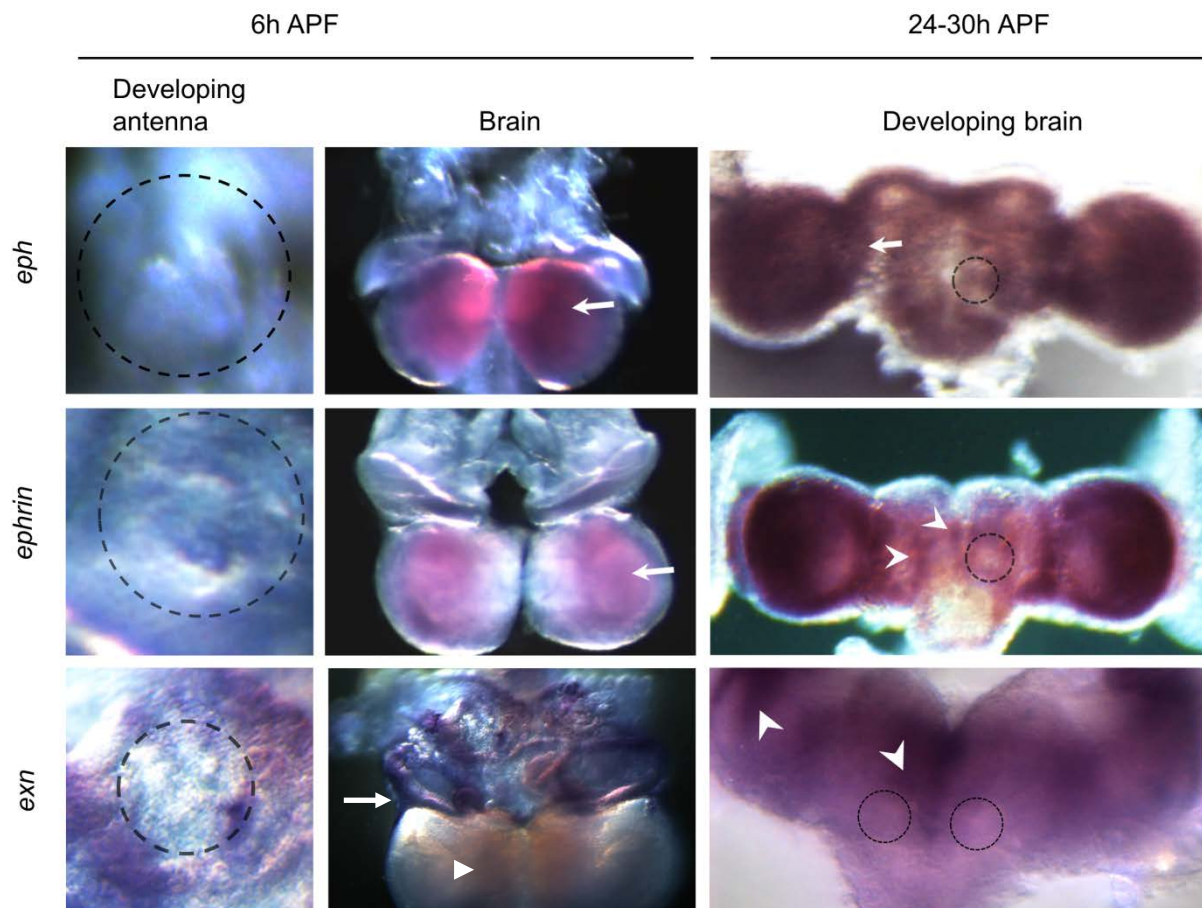 6h APF
24-30h APF
Developing
antenna
Brain
Developing brain
eph
ephrin
exn